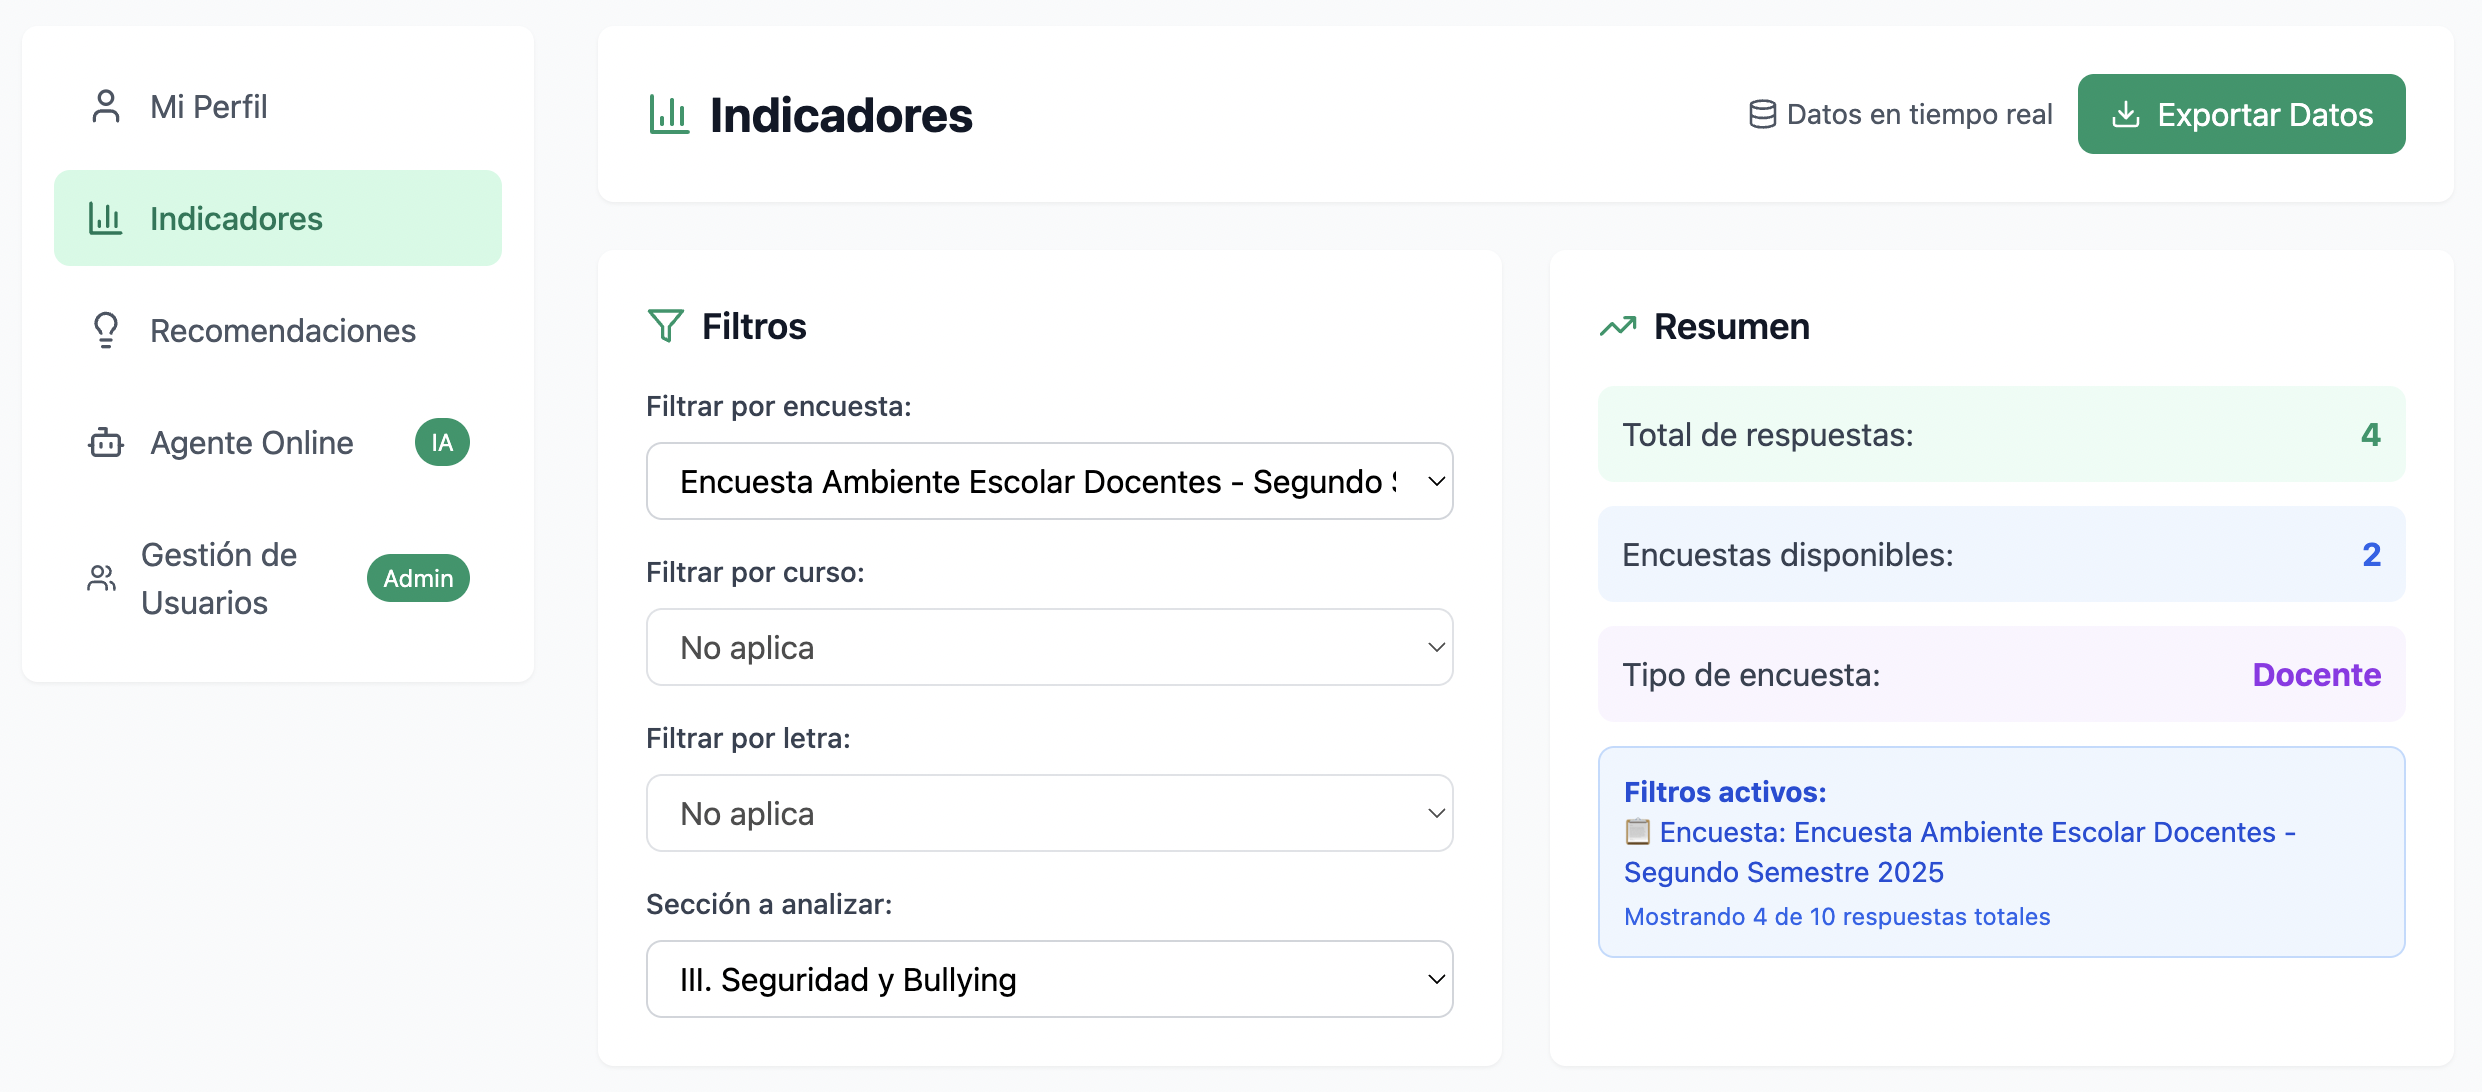 Mi Perfil
Indicadores
Recomendaciones
Agente Online
IA
Gestión de
Usuarios
Admin
Indicadores
Datos en tiempo real
Exportar Datos
Filtros
Filtrar por encuesta:
Encuesta Ambiente Escolar Docentes - Segundo
Filtrar por curso:
No aplica
Filtrar por letra:
No aplica
Sección a analizar:
III. Seguridad y Bullying
Resumen
Total de respuestas: 4
Encuestas disponibles: 2
Tipo de encuesta: Docente
Filtros activos:
📋 Encuesta: Encuesta Ambiente Escolar Docentes -
Segundo Semestre 2025
Mostrando 4 de 10 respuestas totales